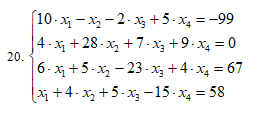 10·x₁ − x₂ − 2·x₃ + 5·x₄ = −99
4·x₁ + 28·x₂ + 7·x₃ + 9·x₄ = 0
20.
6·x₁ + 5·x₂ − 23·x₃ + 4·x₄ = 67
x₁ + 4·x₂ + 5·x₃ − 15·x₄ = 58